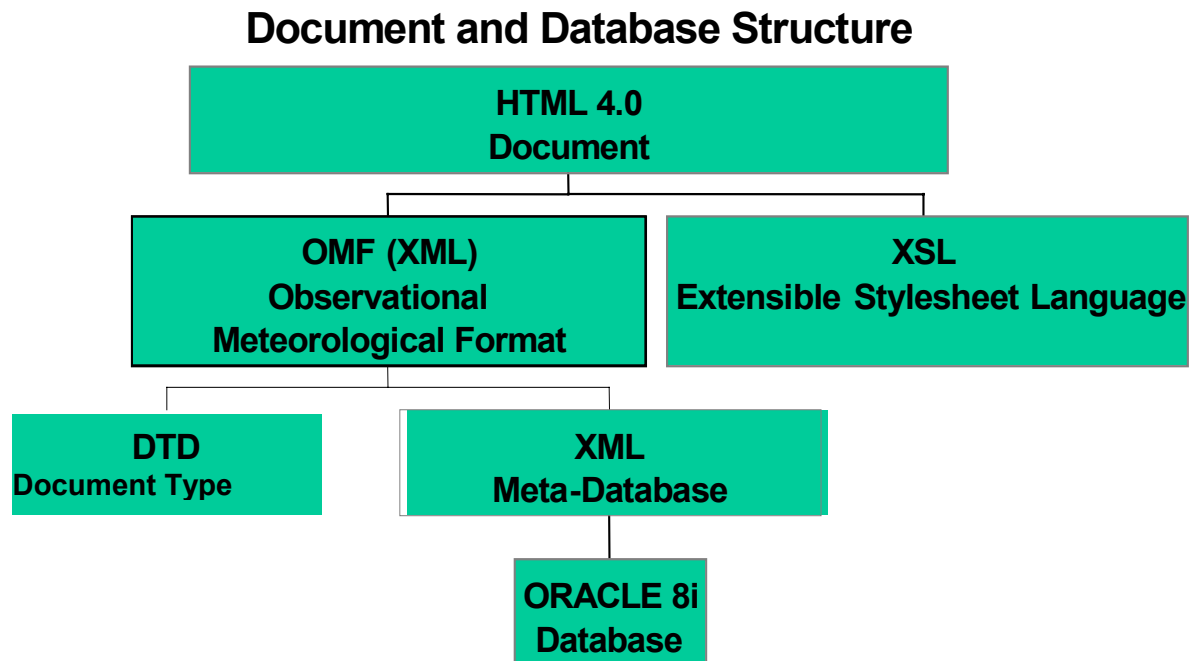 Document and Database Structure
HTML 4.0
Document
OMF (XML)
Observational
Meteorological Format
XSL
Extensible Stylesheet Language
DTD
Document Type
XML
Meta-Database
ORACLE 8i
Database